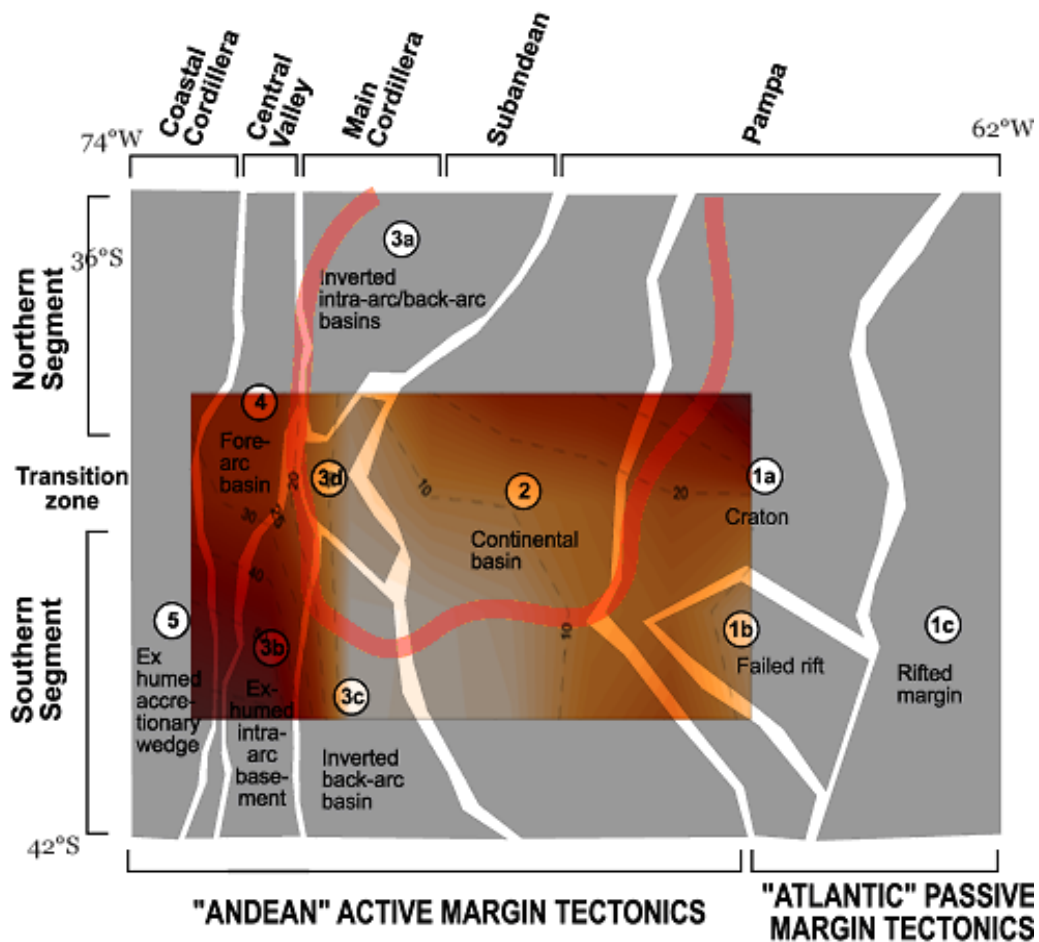 Coastal
Cordillera
Central
Valley
Main
Cordillera
Subandean
Pampa
74°W
62°W
36°S
Northern
Segment
3a
Inverted
intra-arc/back-arc
basins
4
Fore-
arc
basin
Transition
zone
3d
20
10
2
20
1a
Craton
25
30
Continental
basin
40
Southern
Segment
5
Ex
humed
accre-
tionary
wedge
3b
Ex-
humed
intra-
arc
base-
ment
10
1b
Failed rift
1c
Rifted
margin
3c
Inverted
back-arc
basin
42°S
"ANDEAN" ACTIVE MARGIN TECTONICS
"ATLANTIC" PASSIVE
MARGIN TECTONICS